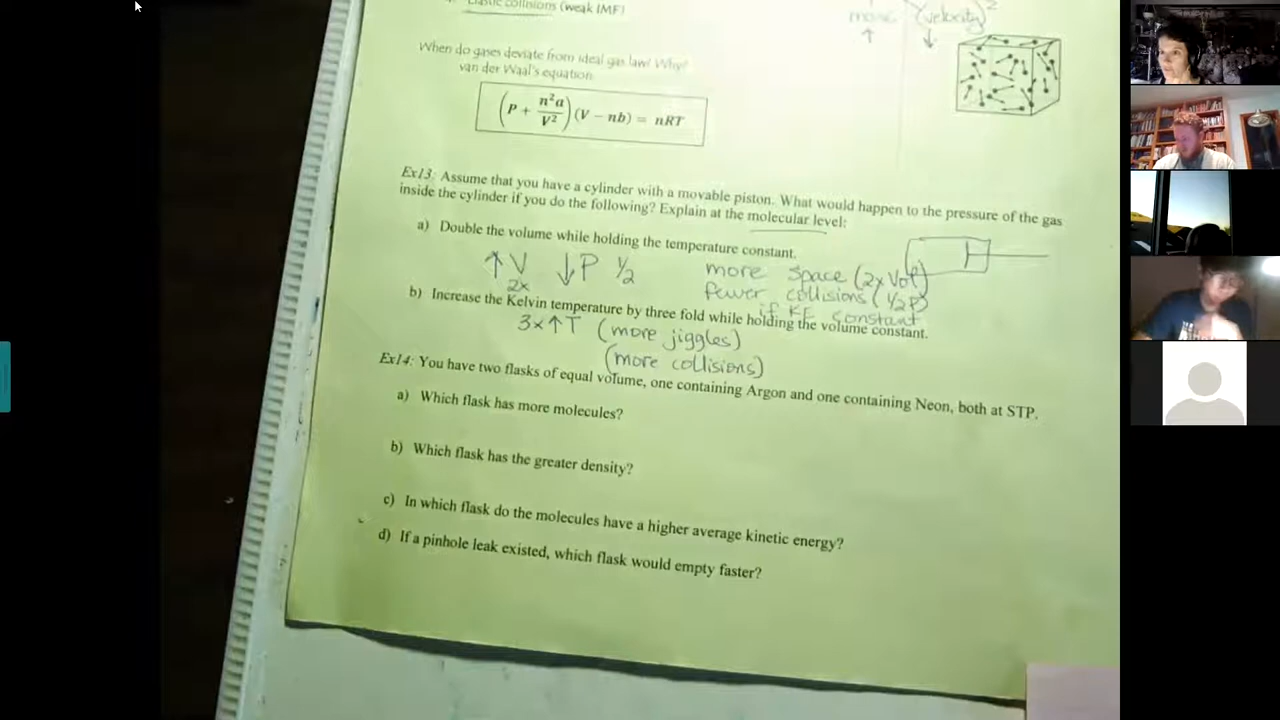 Elastic collisions (weak IMF)
(velocity)²
↑ ↓
When do gases deviate from ideal gas law? Why?
van der Waal's equation
(P + n²a/V²)(V − nb) = nRT
Ex13: Assume that you have a cylinder with a movable piston. What would happen to the pressure of the gas
inside the cylinder if you do the following? Explain at the molecular level:
a) Double the volume while holding the temperature constant.
↑V 2x ↓P 1/2
more space (2x Vol)
fewer collisions (1/2 P)
if KE constant
b) Increase the Kelvin temperature by three fold while holding the volume constant.
3x↑T (more jiggles)
(more collisions)
Ex14: You have two flasks of equal volume, one containing Argon and one containing Neon, both at STP.
a) Which flask has more molecules?
b) Which flask has the greater density?
c) In which flask do the molecules have a higher average kinetic energy?
d) If a pinhole leak existed, which flask would empty faster?